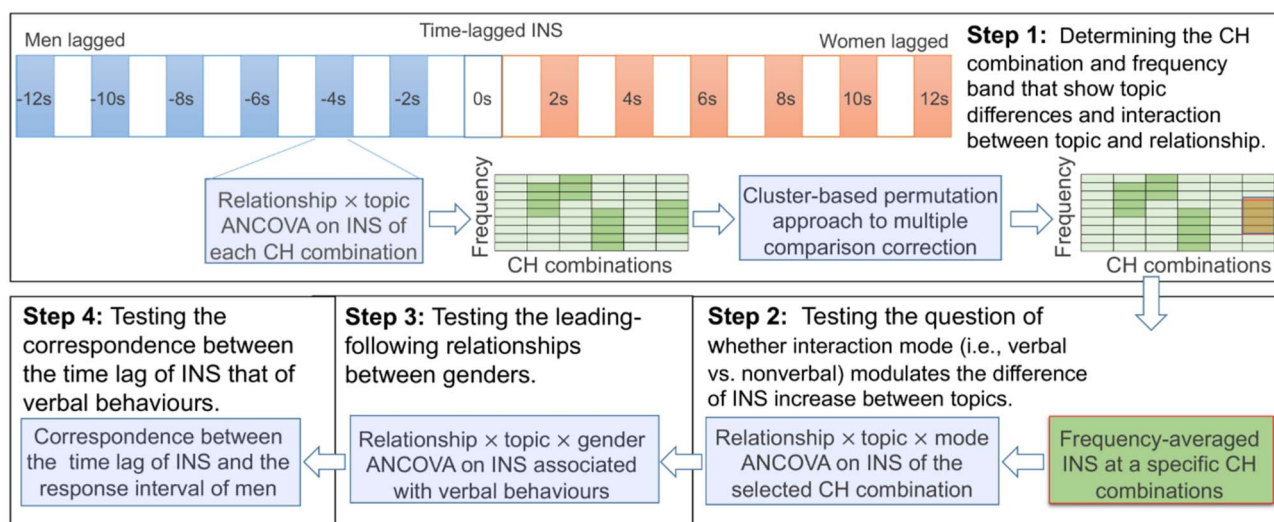 Men lagged
Time-lagged INS
Women lagged
-12s
-10s
-8s
-6s
-4s
-2s
0s
2s
4s
6s
8s
10s
12s
Step 1: Determining the CH
combination and frequency
band that show topic
differences and interaction
between topic and relationship.
Relationship × topic
ANCOVA on INS of
each CH combination
Frequency
CH combinations
Cluster-based permutation
approach to multiple
comparison correction
Frequency
CH combinations
Step 4: Testing the
correspondence between
the time lag of INS that of
verbal behaviours.
Correspondence between
the time lag of INS and the
response interval of men
Step 3: Testing the leading-
following relationships
between genders.
Relationship × topic × gender
ANCOVA on INS associated
with verbal behaviours
Step 2: Testing the question of
whether interaction mode (i.e., verbal
vs. nonverbal) modulates the difference
of INS increase between topics.
Relationship × topic × mode
ANCOVA on INS of the
selected CH combination
Frequency-averaged
INS at a specific CH
combinations